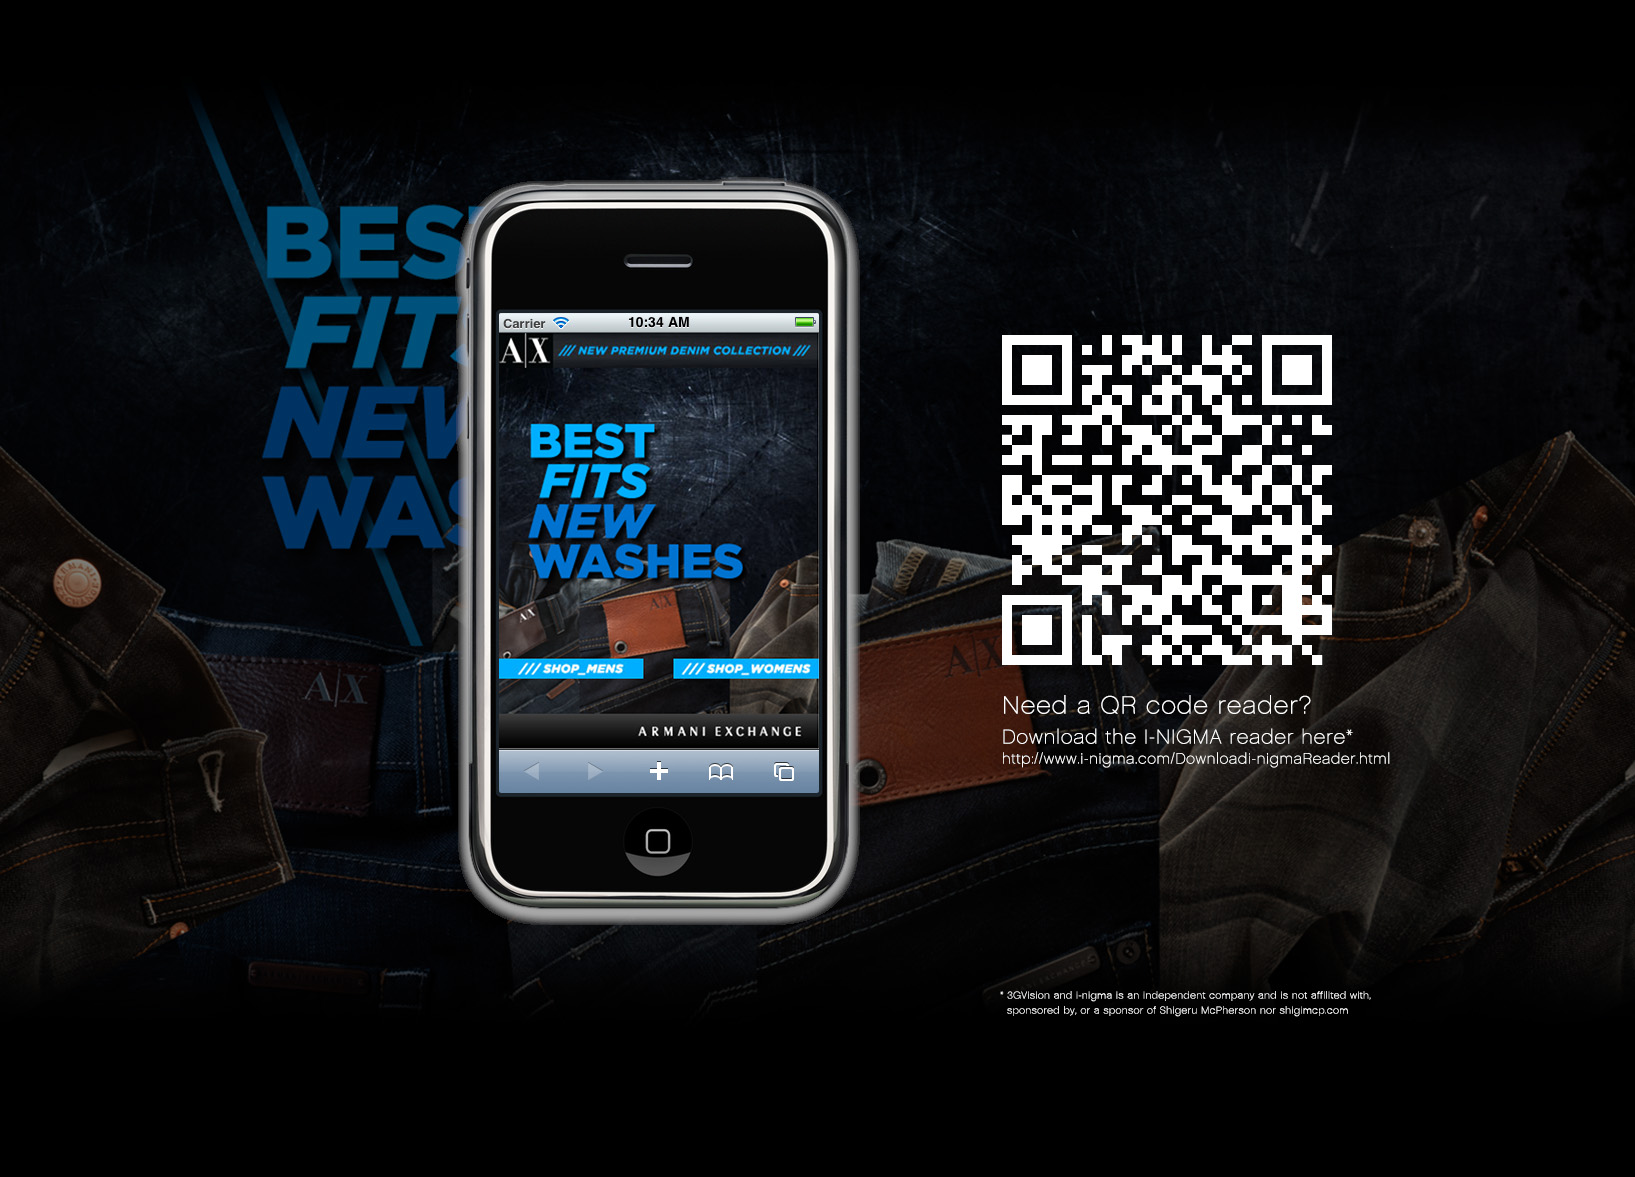 BES
FITS
NEW
WAS
Carrier 10:34 AM
A|X /// NEW PREMIUM DENIM COLLECTION ///
BEST
FITS
NEW
WASHES
A|X
A|X
/// SHOP_MENS /// SHOP_WOMENS
ARMANI EXCHANGE
A|X
A|X
Need a QR code reader?
Download the I-NIGMA reader here*
http://www.i-nigma.com/Downloadi-nigmaReader.html
* 3GVision and i-nigma is an independent company and is not affilited with,
sponsored by, or a sponsor of Shigeru McPherson nor shigimcp.com